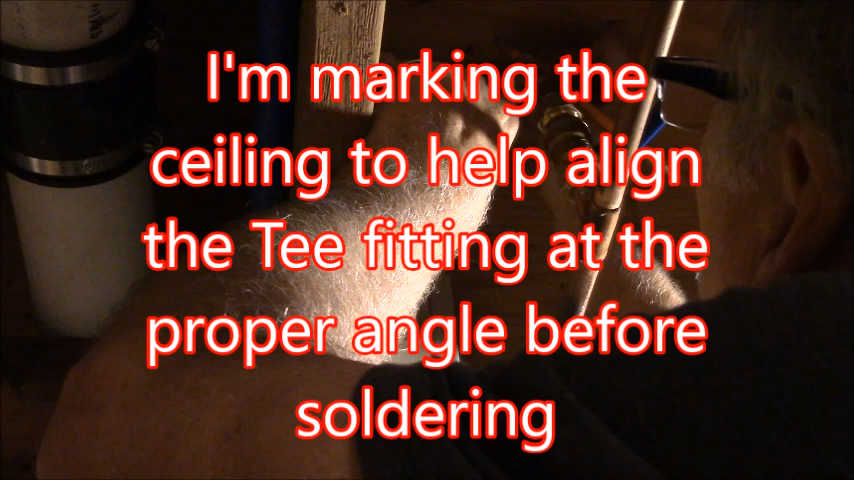 I'm marking the
ceiling to help align
the Tee fitting at the
proper angle before
soldering